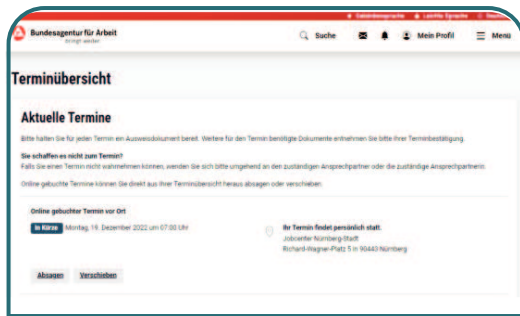 Gebärdensprache Leichte Sprache
Bundesagentur für Arbeit
bringt weiter.
Suche
Mein Profil
Menü
Terminübersicht
Aktuelle Termine
Bitte halten Sie für jeden Termin ein Ausweisdokument bereit. Weitere für den Termin benötigte Dokumente entnehmen Sie bitte Ihrer Terminbestätigung.
Sie schaffen es nicht zum Termin?
Falls Sie einen Termin nicht wahrnehmen können, wenden Sie sich bitte umgehend an den zuständigen Ansprechpartner oder die zuständige Ansprechpartnerin.
Online gebuchte Termine können Sie direkt aus Ihrer Terminübersicht heraus absagen oder verschieben.
Online gebuchter Termin vor Ort
In Kürze Montag, 19. Dezember 2022 um 07:00 Uhr
Ihr Termin findet persönlich statt.
Jobcenter Nürnberg-Stadt
Richard-Wagner-Platz 5 in 90443 Nürnberg
Absagen Verschieben